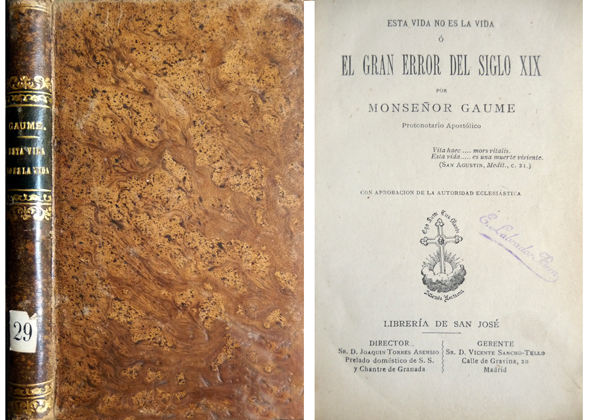 GAUME.
ESTA VIDA
NO ES LA VIDA
29
ESTA VIDA NO ES LA VIDA
Ó
EL GRAN ERROR DEL SIGLO XIX
POR
MONSEÑOR GAUME
Protonotario Apostólico
Vita haec .... mors vitalis.
Esta vida.... es una muerte viviente.
(SAN AGUSTIN, Medit., c. 21.)
CON APROBACION DE LA AUTORIDAD ECLESIÁSTICA
LIBRERÍA DE SAN JOSÉ
DIRECTOR
SR. D. JOAQUIN TORRES ASENSIO
Prelado doméstico de S. S.
y Chantre de Granada
GERENTE
SR. D. VICENTE SANCHO-TELLO
Calle de Gravina, 20
Madrid